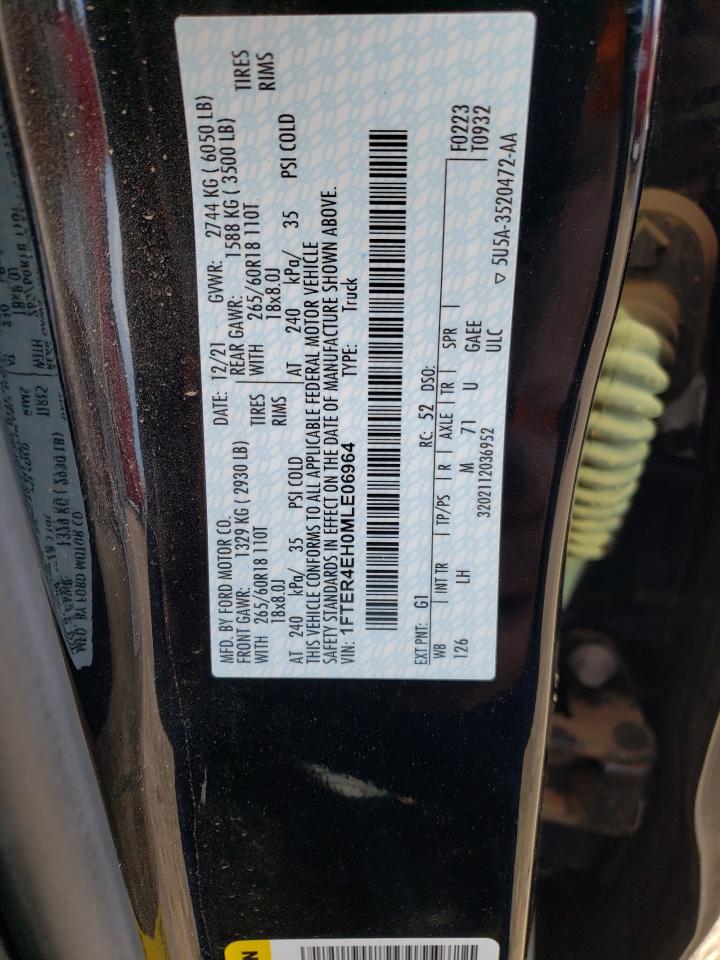 MFD. BY FORD MOTOR CO.
DATE: 12/21
GVWR: 2744 KG ( 6050 LB)
FRONT GAWR: 1329 KG ( 2930 LB)
REAR GAWR: 1588 KG ( 3500 LB)
WITH 265/60R18 110T TIRES
WITH 265/60R18 110T TIRES
18x8.0J RIMS
18x8.0J RIMS
AT 240 kPa/ 35 PSI COLD
AT 240 kPa/ 35 PSI COLD
THIS VEHICLE CONFORMS TO ALL APPLICABLE FEDERAL MOTOR VEHICLE
SAFETY STANDARDS IN EFFECT ON THE DATE OF MANUFACTURE SHOWN ABOVE.
VIN: 1FTER4EH0MLE06964
TYPE: Truck
EXT PNT: G1 RC: 52 DSO: F0223
WB INT TR TP/PS R AXLE TR SPR T0932
126 LH M 71 U GAEE
3202112036952 ULC
▽ 5U5A-3520472-AA